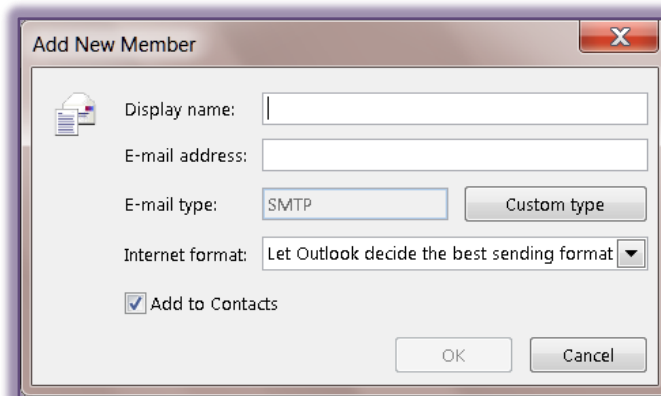 Add New Member
Display name:
E-mail address:
E-mail type: SMTP Custom type
Internet format: Let Outlook decide the best sending format
Add to Contacts
OK Cancel